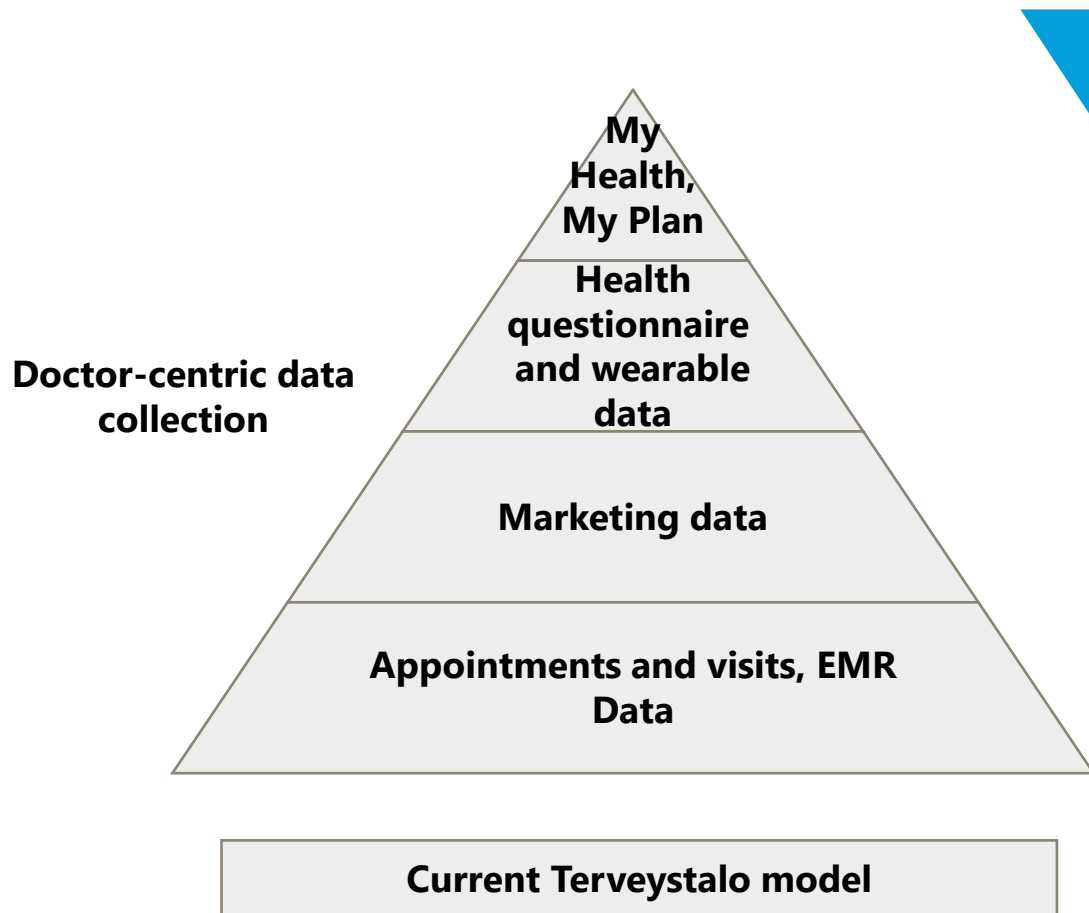 My
Health,
My Plan
Health
questionnaire
and wearable
data
Doctor-centric data
collection
Marketing data
Appointments and visits, EMR
Data
Current Terveystalo model